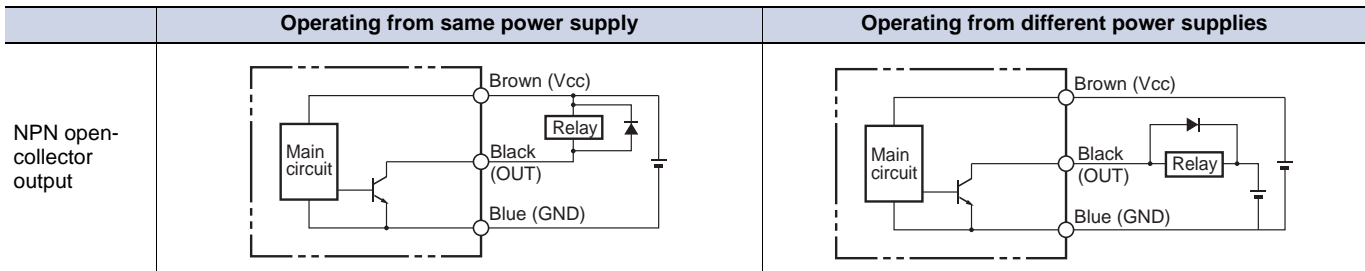 Operating from same power supply
Operating from different power supplies
NPN open-
collector
output
Brown (Vcc)
Relay
Main
circuit
Black
(OUT)
Blue (GND)
Brown (Vcc)
Main
circuit
Black
(OUT)
Relay
Blue (GND)